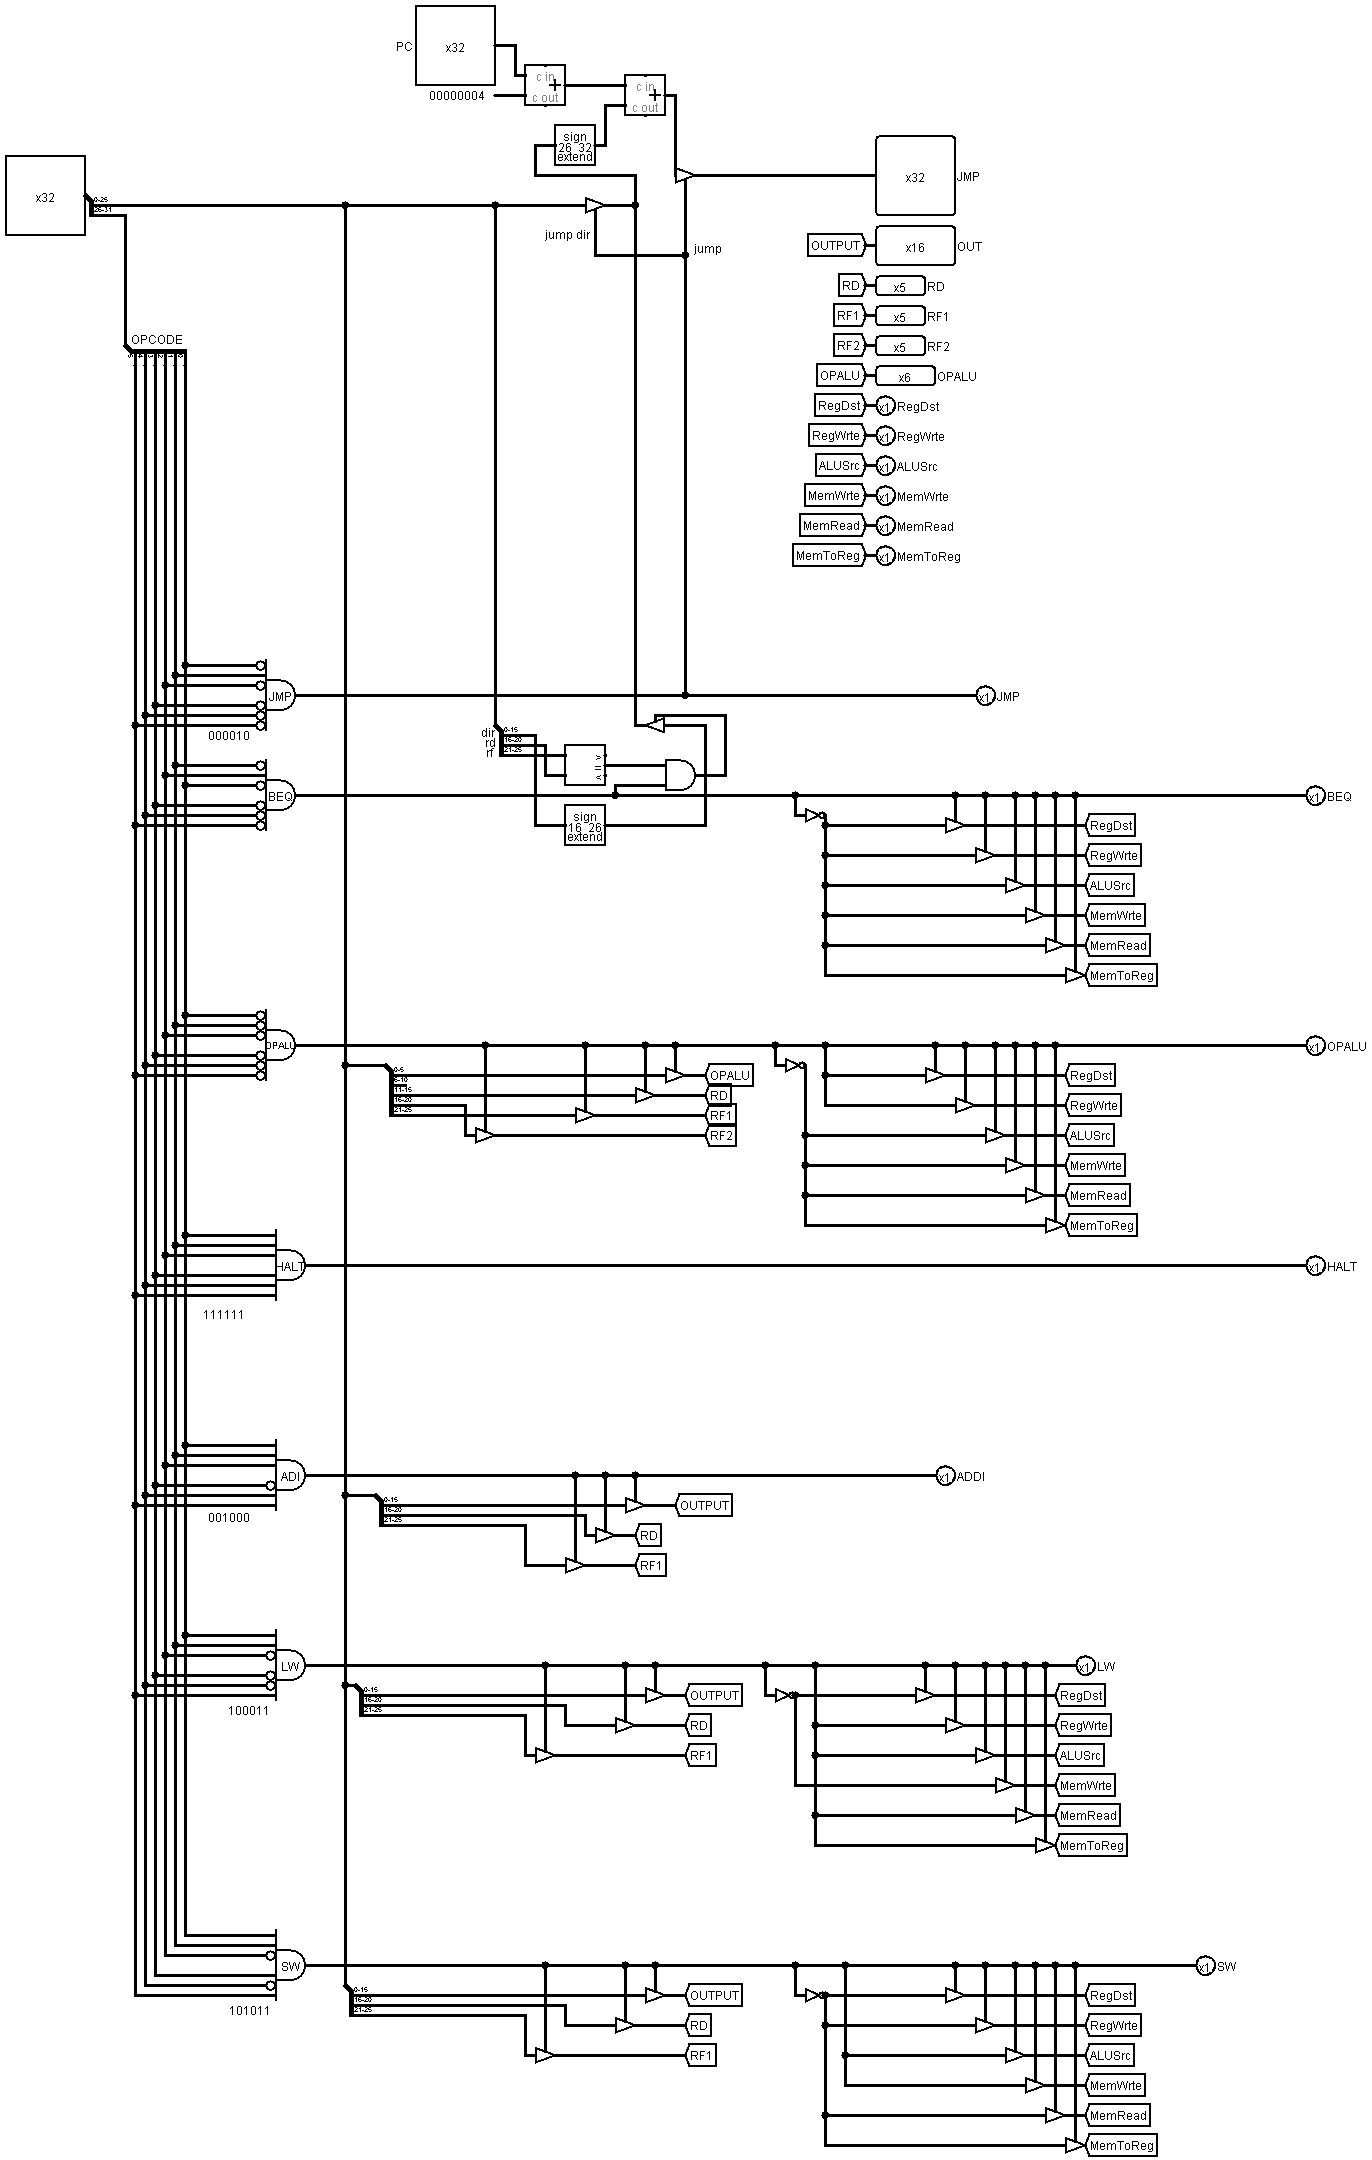 PC
x32
00000004
c in
+
c out
c in
+
c out
sign
26 32
extend
x32
0-25
26-31
x32
JMP
jump dir
jump
OUTPUT
x16
OUT
RD
x5
RD
RF1
x5
RF1
RF2
x5
RF2
OPALU
x6
OPALU
RegDst
x1
RegDst
RegWrte
x1
RegWrte
ALUSrc
x1
ALUSrc
MemWrte
x1
MemWrte
MemRead
x1
MemRead
MemToReg
x1
MemToReg
OPCODE
JMP
000010
x1
JMP
dir
rd
rf
0-15
16-20
21-25
BEQ
sign
16 26
extend
x1
BEQ
RegDst
RegWrte
ALUSrc
MemWrte
MemRead
MemToReg
OPALU
0-5
6-10
11-15
16-20
21-25
OPALU
RD
RF1
RF2
x1
OPALU
RegDst
RegWrte
ALUSrc
MemWrte
MemRead
MemToReg
HALT
111111
x1
HALT
ADI
001000
0-15
16-20
21-25
OUTPUT
RD
RF1
x1
ADDI
LW
100011
0-15
16-20
21-25
OUTPUT
RD
RF1
x1
LW
RegDst
RegWrte
ALUSrc
MemWrte
MemRead
MemToReg
SW
101011
0-15
16-20
21-25
OUTPUT
RD
RF1
x1
SW
RegDst
RegWrte
ALUSrc
MemWrte
MemRead
MemToReg